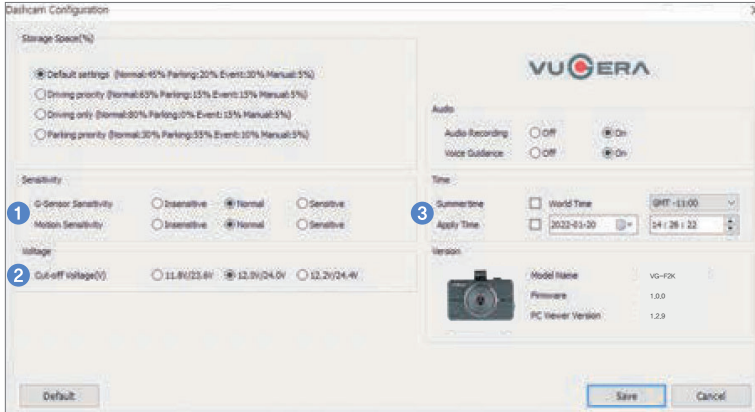 Dashcam Configuration
Storage Space(%)
Default settings (Normal:45% Parking:20% Event:30% Manual:5%)
Driving priority (Normal:65% Parking:15% Event:15% Manual:5%)
Driving only (Normal:80% Parking:0% Event:15% Manual:5%)
Parking priority (Normal:30% Parking:55% Event:10% Manual:5%)
VUGERA
Audio
Audio Recording Off On
Voice Guidance Off On
Sensitivity
1 G-Sensor Sensitivity Insensitive Normal Sensitive
Motion Sensitivity Insensitive Normal Sensitive
Voltage
2 Cut-off Voltage(V) 11.8V/23.6V 12.0V/24.0V 12.2V/24.4V
Time
3 Summertime World Time GMT -11:00
Apply Time 2022-01-20 14:26:22
Version
Model Name VG-F2K
Firmware 1.0.0
PC Viewer Version 1.2.9
Default Save Cancel